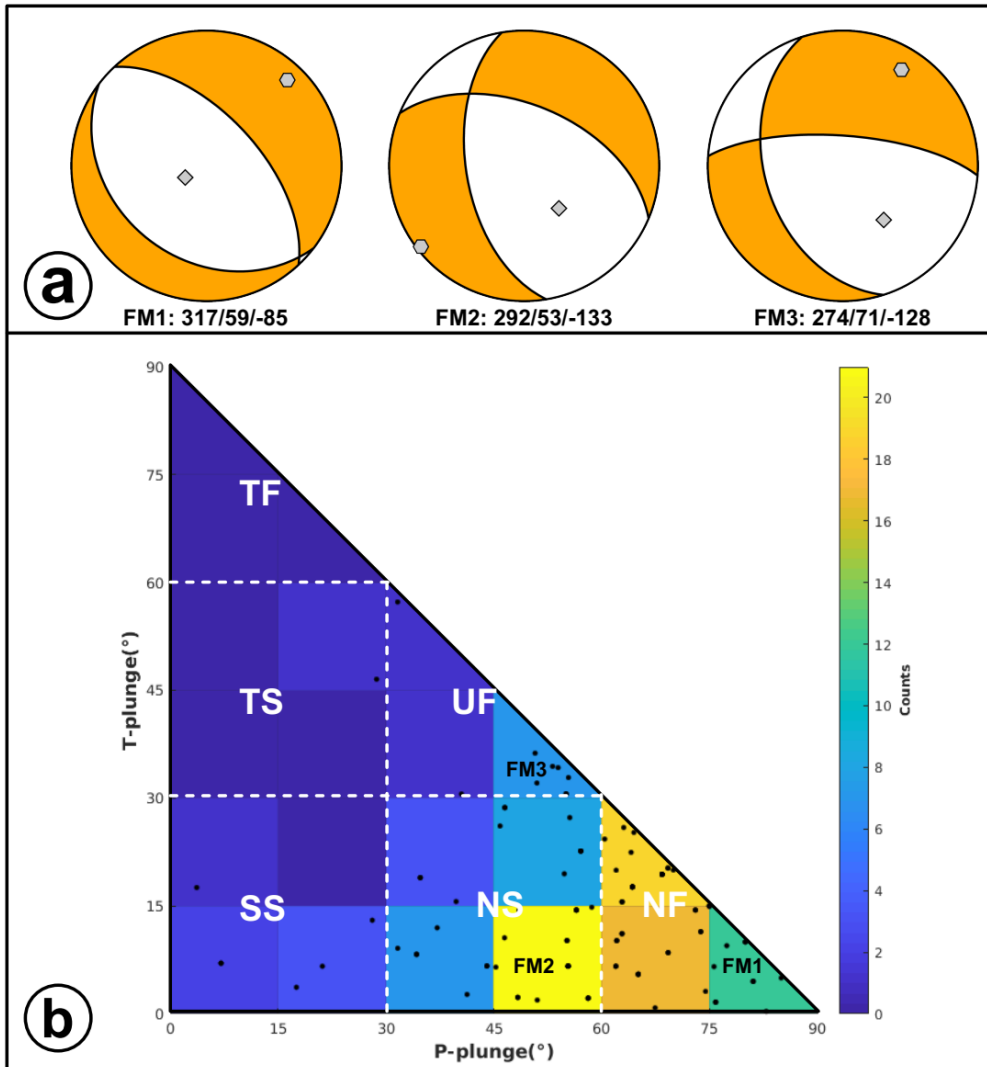 a
FM1: 317/59/-85
FM2: 292/53/-133
FM3: 274/71/-128
b
90
75
60
45
30
15
0
T-plunge(°)
TF
TS
UF
FM3
SS
NS
NF
FM2
FM1
0
15
30
45
60
75
90
P-plunge(°)
20
18
16
14
12
10
8
6
4
2
0
Counts